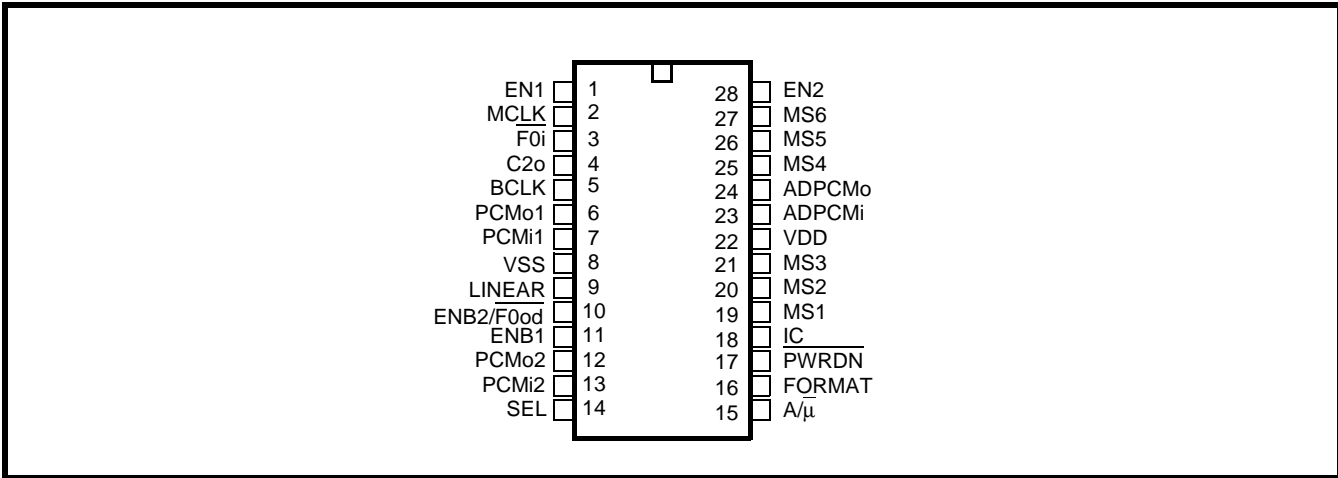 EN1 1 28 EN2
MCLK 2 27 MS6
F0i 3 26 MS5
C2o 4 25 MS4
BCLK 5 24 ADPCMo
PCMo1 6 23 ADPCMi
PCMi1 7 22 VDD
VSS 8 21 MS3
LINEAR 9 20 MS2
ENB2/F0od 10 19 MS1
ENB1 11 18 IC
PCMo2 12 17 PWRDN
PCMi2 13 16 FORMAT
SEL 14 15 A/μ